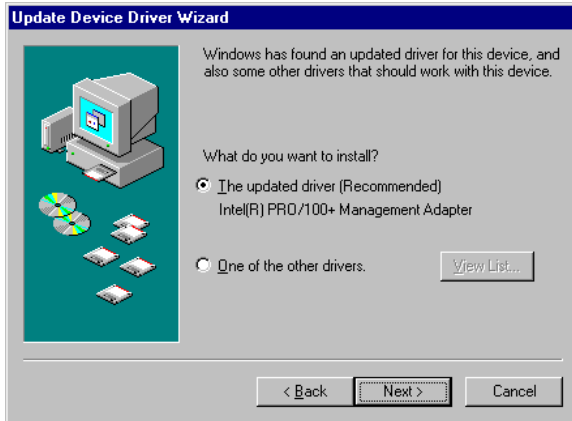 Update Device Driver Wizard
Windows has found an updated driver for this device, and
also some other drivers that should work with this device.
What do you want to install?
The updated driver (Recommended)
Intel(R) PRO/100+ Management Adapter
One of the other drivers.
View List...
< Back
Next >
Cancel